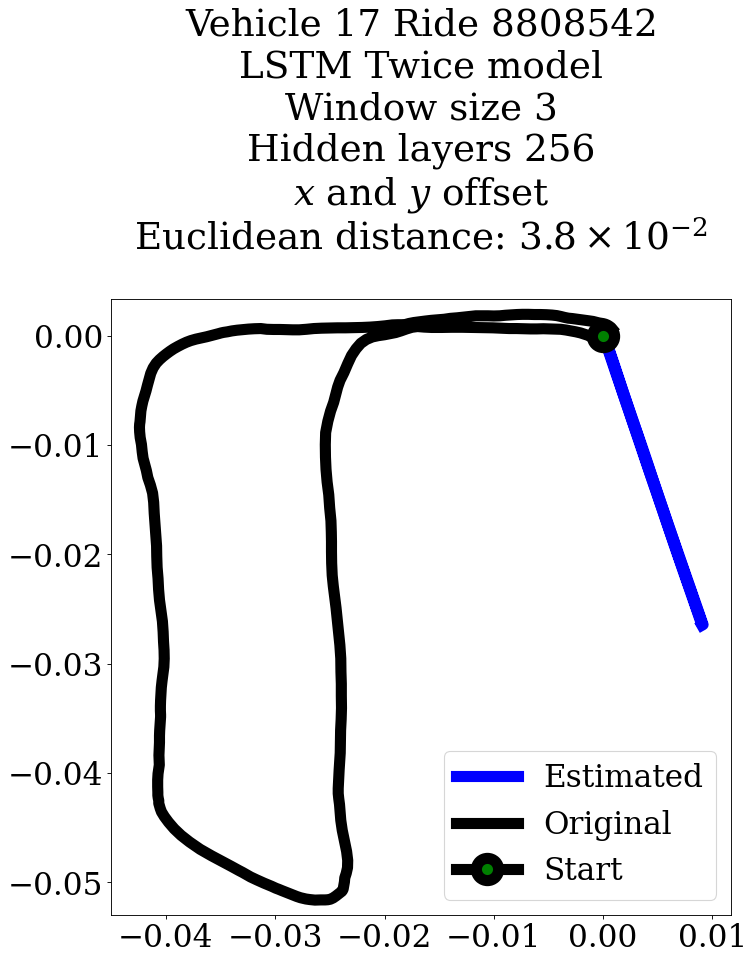 Vehicle 17 Ride 8808542
LSTM Twice model
Window size 3
Hidden layers 256
x and y offset
Euclidean distance: 3.8 × 10⁻²
0.00
−0.01
−0.02
−0.03
−0.04
−0.05
Estimated
Original
Start
−0.04 −0.03 −0.02 −0.01 0.00 0.01